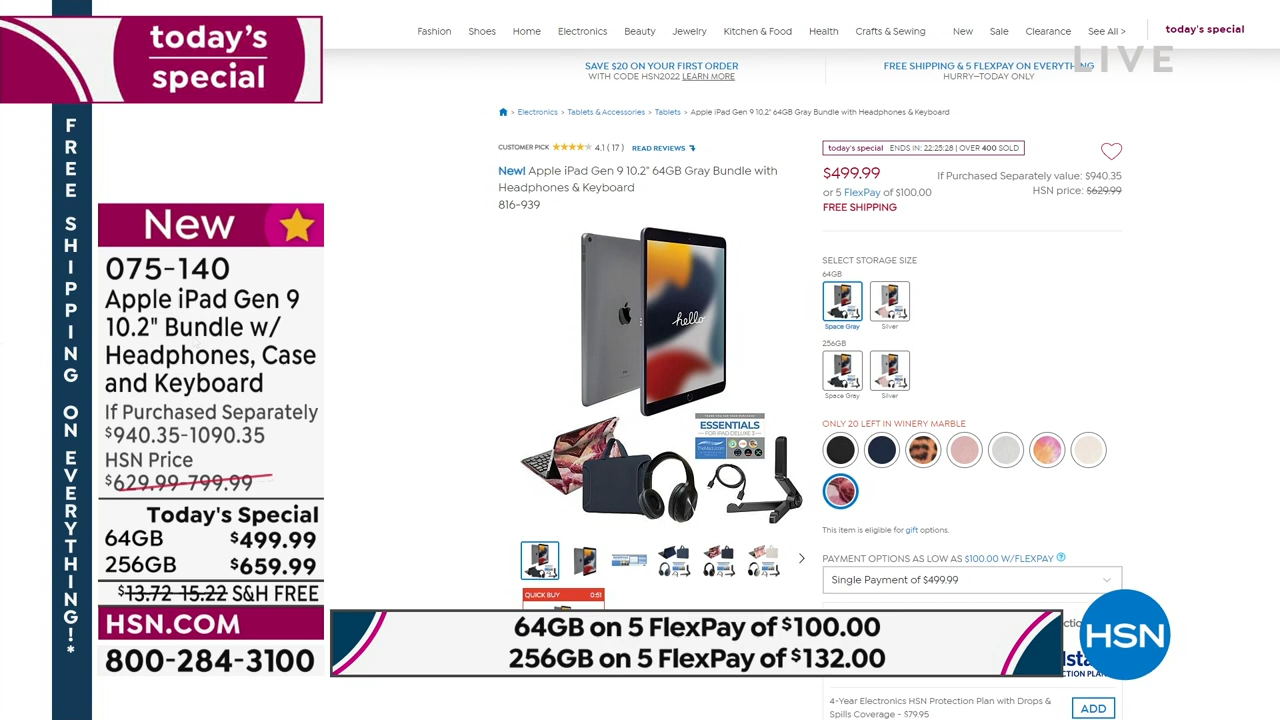 today's
special
FREE SHIPPING ON EVERYTHING!*
New
075-140
Apple iPad Gen 9
10.2" Bundle w/
Headphones, Case
and Keyboard
If Purchased Separately
$940.35-1090.35
HSN Price
$629.99-799.99
Today's Special
64GB $499.99
256GB $659.99
$13.72-15.22 S&H FREE
HSN.COM
800-284-3100
Fashion Shoes Home Electronics Beauty Jewelry Kitchen & Food Health Crafts & Sewing New Sale Clearance See All > today's special
LIVE
SAVE $20 ON YOUR FIRST ORDER
WITH CODE HSN2022 LEARN MORE
FREE SHIPPING & 5 FLEXPAY ON EVERYTHING
HURRY—TODAY ONLY
> Electronics > Tablets & Accessories > Tablets > Apple iPad Gen 9 10.2" 64GB Gray Bundle with Headphones & Keyboard
CUSTOMER PICK 4.1 ( 17 ) READ REVIEWS
New! Apple iPad Gen 9 10.2" 64GB Gray Bundle with
Headphones & Keyboard
816-939
hello
ESSENTIALS
FOR IPAD DELUXE
QUICK BUY 0:51
today's special ENDS IN: 22:25:28 | OVER 400 SOLD
$499.99
or 5 FlexPay of $100.00
FREE SHIPPING
If Purchased Separately value: $940.35
HSN price: $629.99
SELECT STORAGE SIZE
64GB
Space Gray Silver
256GB
Space Gray Silver
ONLY 20 LEFT IN WINERY MARBLE
This item is eligible for gift options.
PAYMENT OPTIONS AS LOW AS $100.00 W/FLEXPAY ?
Single Payment of $499.99
64GB on 5 FlexPay of $100.00
256GB on 5 FlexPay of $132.00
HSN
4-Year Electronics HSN Protection Plan with Drops &
Spills Coverage - $79.95
ADD